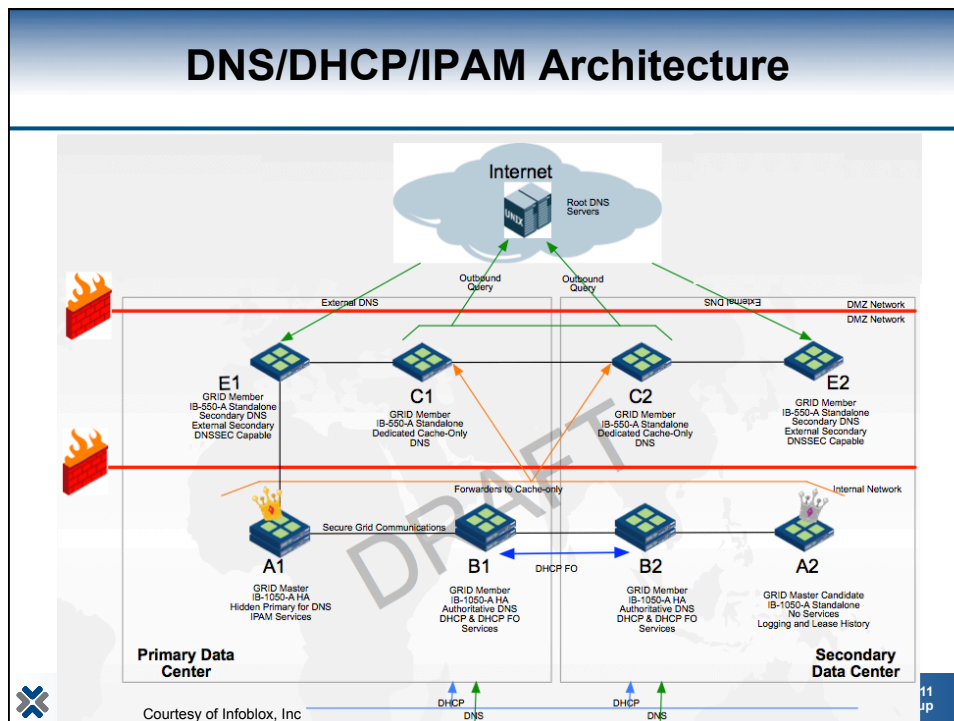 DNS/DHCP/IPAM Architecture
Internet
UNIX
Root DNS
Servers
Outbound
Query
Outbound
Query
External DNS
External DNS
DMZ Network
DMZ Network
E1
GRID Member
IB-550-A Standalone
Secondary DNS
External Secondary
DNSSEC Capable
C1
GRID Member
IB-550-A Standalone
Dedicated Cache-Only
DNS
C2
GRID Member
IB-550-A Standalone
Dedicated Cache-Only
DNS
E2
GRID Member
IB-550-A Standalone
Secondary DNS
External Secondary
DNSSEC Capable
DRAFT
Forwarders to Cache-only
Internal Network
Secure Grid Communications
DHCP FO
A1
GRID Master
IB-1050-A HA
Hidden Primary for DNS
IPAM Services
B1
GRID Member
IB-1050-A HA
Authoritative DNS
DHCP & DHCP FO
Services
B2
GRID Member
IB-1050-A HA
Authoritative DNS
DHCP & DHCP FO
Services
A2
GRID Master Candidate
IB-1050-A Standalone
No Services
Logging and Lease History
Primary Data
Center
Secondary
Data Center
DHCP
DNS
DHCP
DNS
Courtesy of Infoblox, Inc
11
up